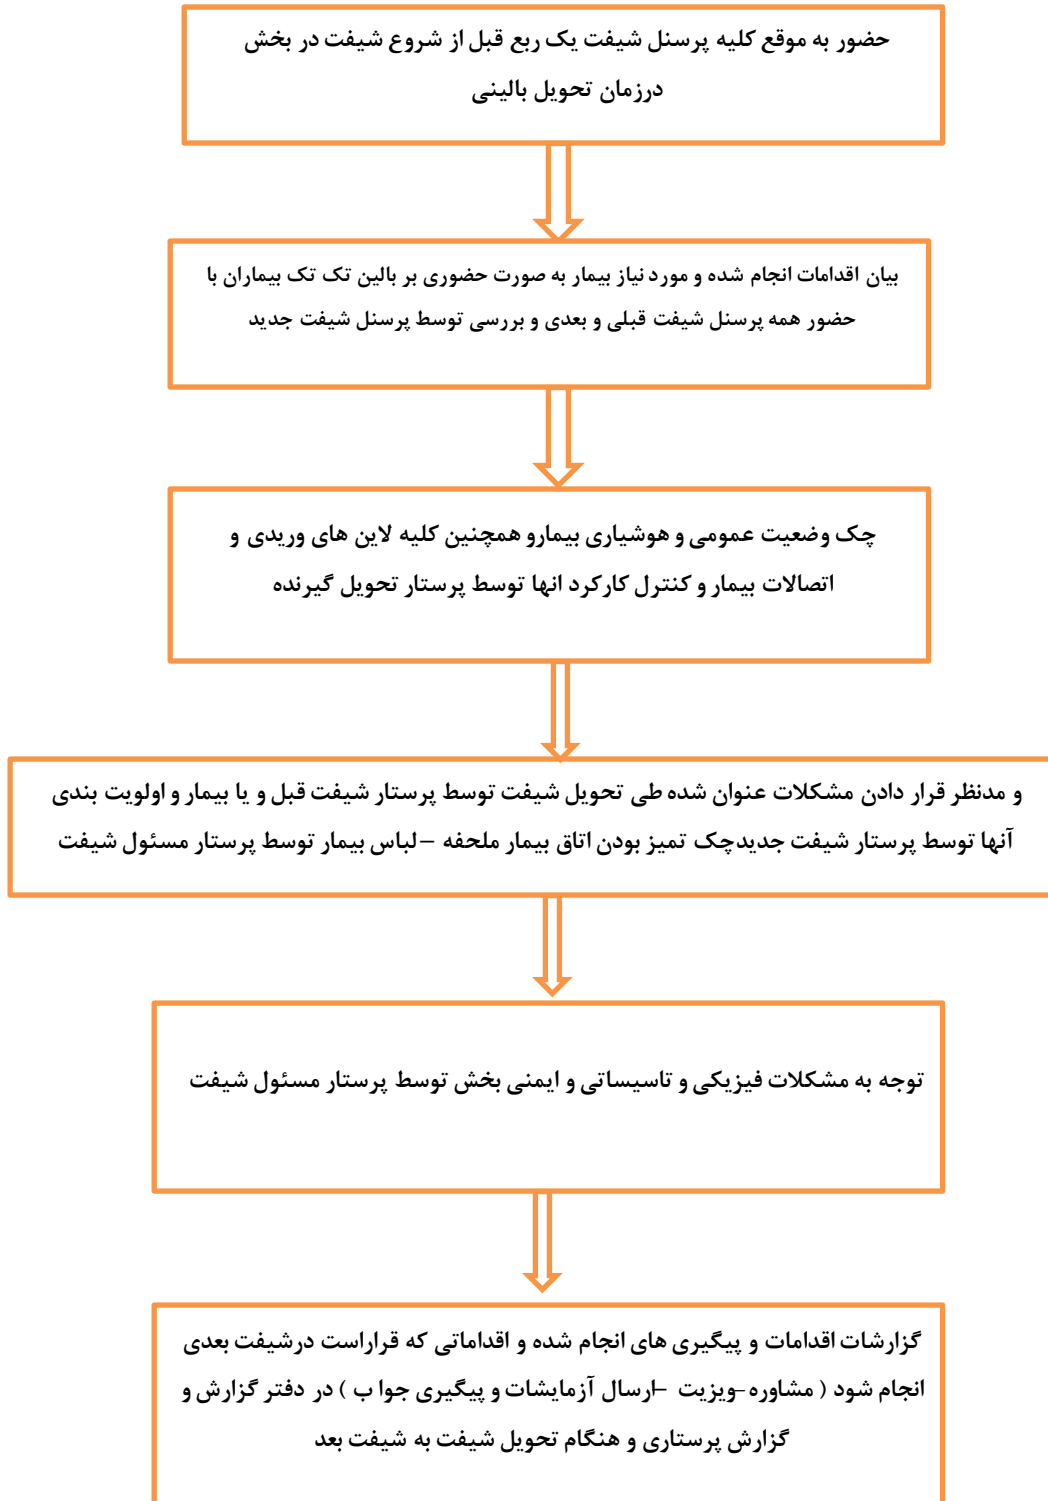 حضور به موقع کلیه پرسنل شیفت یک ربع قبل از شروع شیفت در بخش
درزمان تحویل بالینی
بیان اقدامات انجام شده و مورد نیاز بیمار به صورت حضوری بر بالین تک تک بیماران با
حضور همه پرسنل شیفت قبلی و بعدی و بررسی توسط پرسنل شیفت جدید
چک وضعیت عمومی و هوشیاری بیمارو همچنین کلیه لاین های وریدی و
اتصالات بیمار و کنترل کارکرد انها توسط پرستار تحویل گیرنده
و مدنظر قرار دادن مشکلات عنوان شده طی تحویل شیفت توسط پرستار شیفت قبل و یا بیمار و اولویت بندی
آنها توسط پرستار شیفت جدیدچک تمیز بودن اتاق بیمار ملحفه – لباس بیمار توسط پرستار مسئول شیفت
توجه به مشکلات فیزیکی و تاسیساتی و ایمنی بخش توسط پرستار مسئول شیفت
گزارشات اقدامات و پیگیری های انجام شده و اقداماتی که قراراست درشیفت بعدی
انجام شود ( مشاوره –ویزیت –ارسال آزمایشات و پیگیری جوا ب ) در دفتر گزارش و
گزارش پرستاری و هنگام تحویل شیفت به شیفت بعد